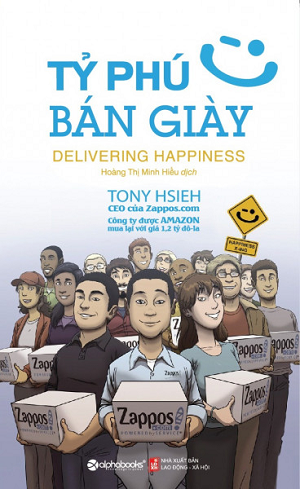 TỶ PHÚ
BÁN GIÀY
DELIVERING HAPPINESS
Hoàng Thị Minh Hiếu dịch
TONY HSIEH
CEO của Zappos.com
Công ty được AMAZON
mua lại với giá 1,2 tỷ đô-la
HAPPINESS
Zappos
Zappos
Zappos
Zappos
Zappos
alphabooks
NHÀ XUẤT BẢN
LAO ĐỘNG - XÃ HỘI